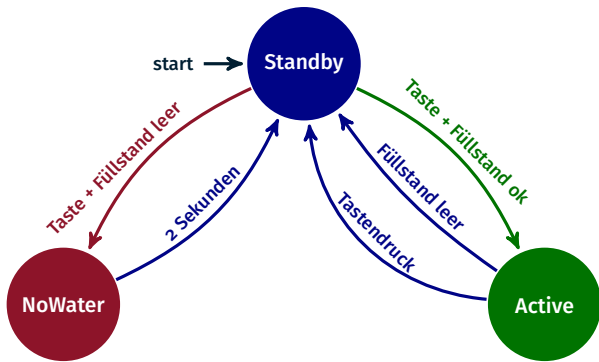 start
Standby
Taste + Füllstand leer
Taste + Füllstand ok
2 Sekunden
Füllstand leer
Tastendruck
NoWater
Active